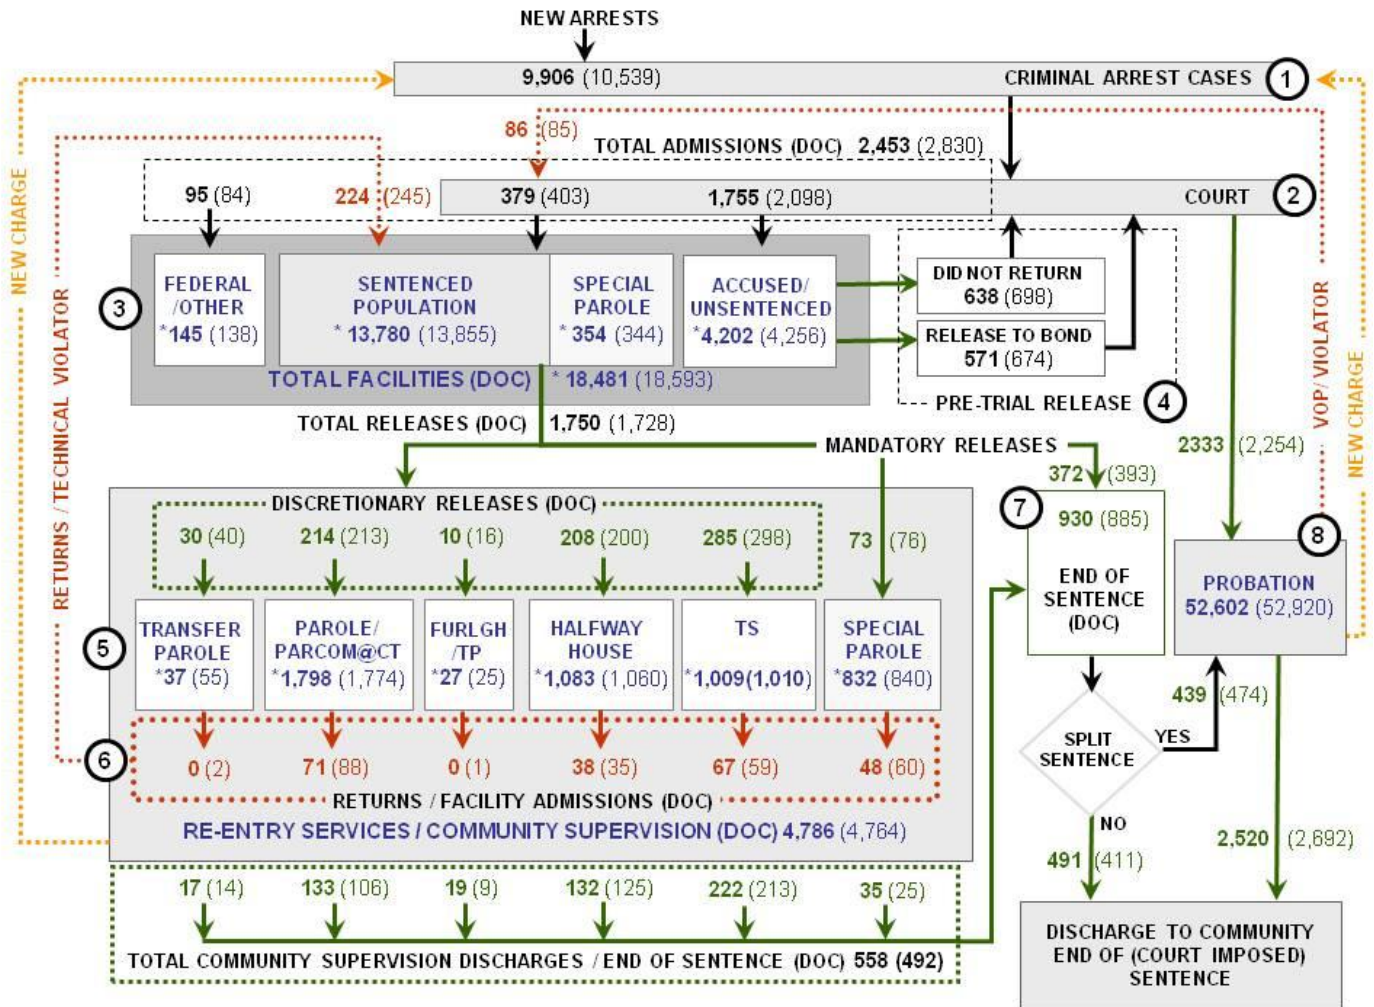 NEW ARRESTS
9,906 (10,539)
CRIMINAL ARREST CASES
1
86 (85)
TOTAL ADMISSIONS (DOC) 2,453 (2,830)
95 (84)
224 (245)
379 (403)
1,755 (2,098)
COURT
2
NEW CHARGE
RETURNS / TECHNICAL VIOLATOR
3
FEDERAL
/OTHER
*145 (138)
SENTENCED
POPULATION
* 13,780 (13,855)
SPECIAL
PAROLE
* 354 (344)
ACCUSED/
UNSENTENCED
*4,202 (4,256)
TOTAL FACILITIES (DOC) * 18,481 (18,593)
DID NOT RETURN
638 (698)
RELEASE TO BOND
571 (674)
PRE-TRIAL RELEASE
4
VOP/ VIOLATOR
NEW CHARGE
TOTAL RELEASES (DOC) 1,750 (1,728)
MANDATORY RELEASES
2333 (2,254)
372 (393)
DISCRETIONARY RELEASES (DOC)
30 (40)
214 (213)
10 (16)
208 (200)
285 (298)
73 (76)
7
930 (885)
END OF
SENTENCE
(DOC)
8
PROBATION
52,602 (52,920)
5
TRANSFER
PAROLE
*37 (55)
PAROLE/
PARCOM@CT
*1,798 (1,774)
FURLGH
/TP
*27 (25)
HALFWAY
HOUSE
*1,083 (1,060)
TS
*1,009(1,010)
SPECIAL
PAROLE
*832 (840)
439 (474)
SPLIT
SENTENCE
YES
6
0 (2)
71 (88)
0 (1)
38 (35)
67 (59)
48 (60)
RETURNS / FACILITY ADMISSIONS (DOC)
RE-ENTRY SERVICES / COMMUNITY SUPERVISION (DOC) 4,786 (4,764)
NO
491 (411)
2,520 (2,692)
17 (14)
133 (106)
19 (9)
132 (125)
222 (213)
35 (25)
TOTAL COMMUNITY SUPERVISION DISCHARGES / END OF SENTENCE (DOC) 558 (492)
DISCHARGE TO COMMUNITY
END OF (COURT IMPOSED)
SENTENCE